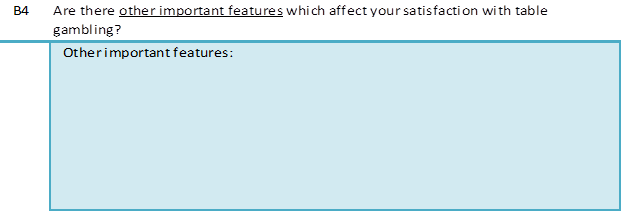 B4 Are there other important features which affect your satisfaction with table
gambling?
Other important features: